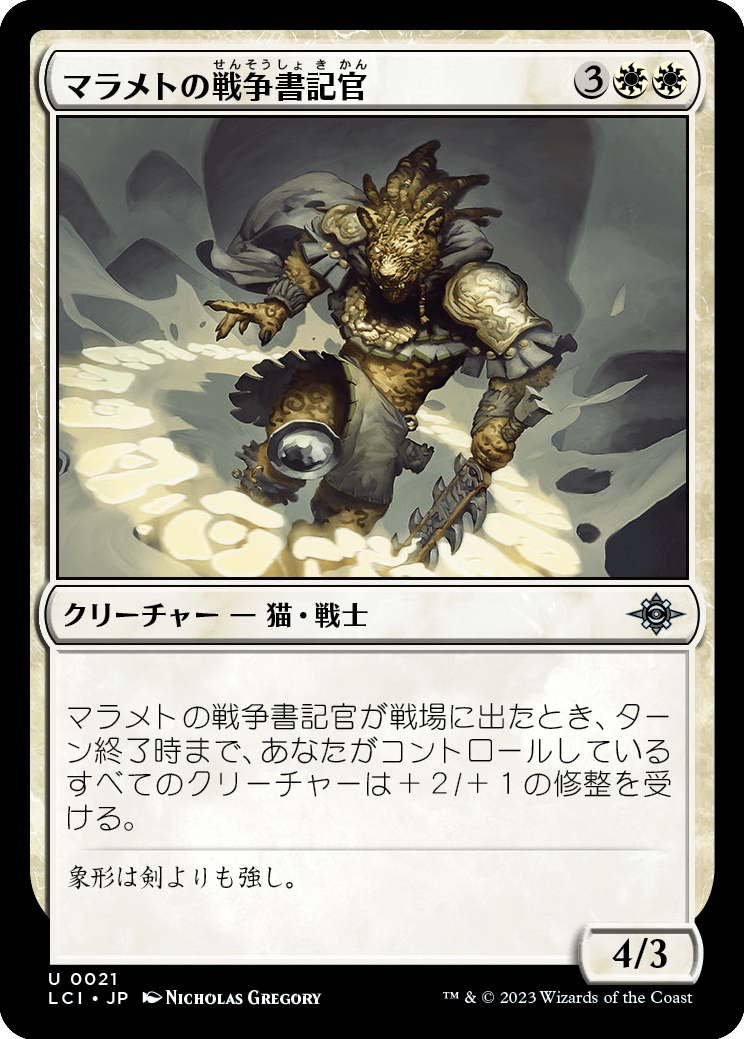 せんそうしょきかん
マラメトの戦争書記官 3
クリーチャー — 猫・戦士
マラメトの戦争書記官が戦場に出たとき、ター
ン終了時まで、あなたがコントロールしている
すべてのクリーチャーは＋２/＋１の修整を受
ける。
象形は剣よりも強し。
4/3
U 0021
LCI • JP Nicholas Gregory
™ & © 2023 Wizards of the Coast